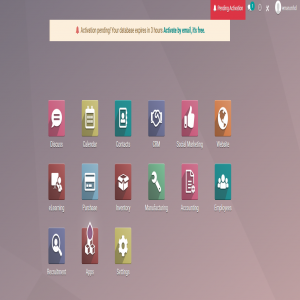 Pending Activation
Activation pending! Your database expires in 3 hours Activate by email, it's free.
Discuss
Calendar
Contacts
CRM
Social Marketing
Website
eLearning
Purchase
Inventory
Manufacturing
Accounting
Employees
Recruitment
Apps
Settings